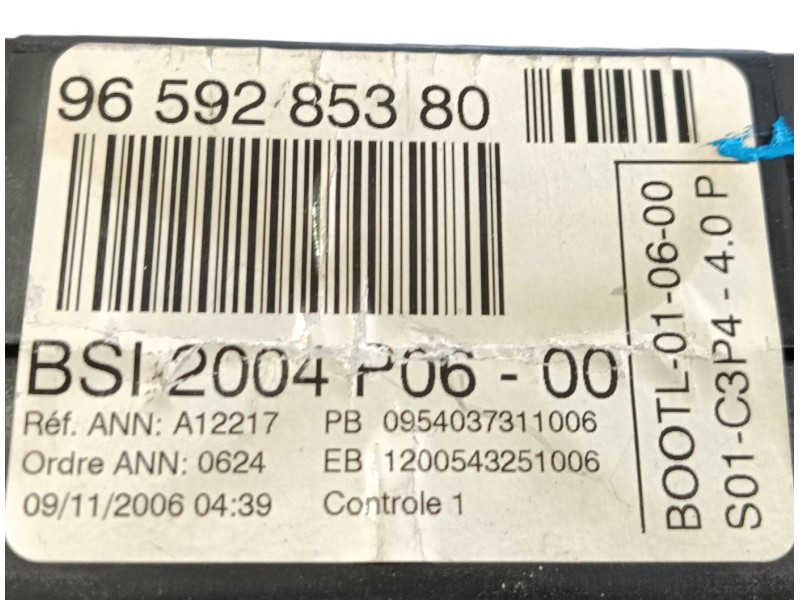 96 592 853 80
BSI 2004 P06 - 00
Réf. ANN: A12217 PB 0954037311006
Ordre ANN: 0624 EB 1200543251006
09/11/2006 04:39 Controle 1
BOOTL-01-06-00
S01-C3P4 - 4.0 P